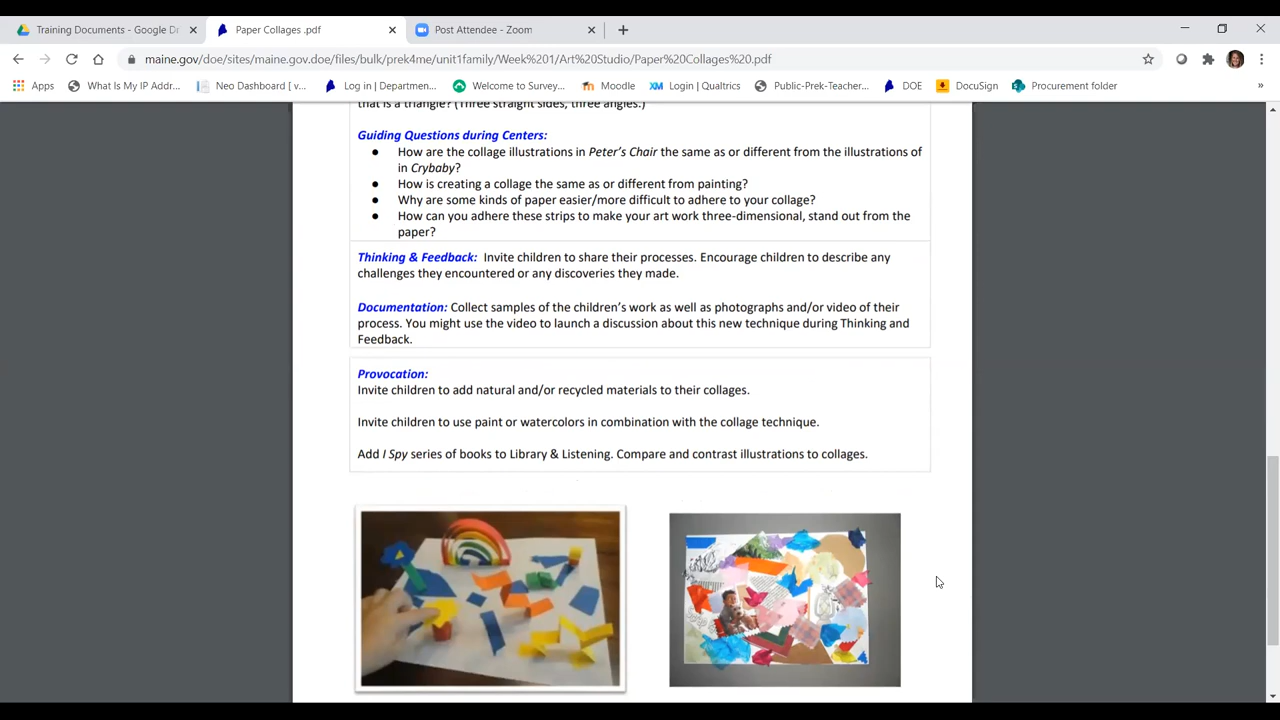 Training Documents - Google D
Paper Collages .pdf
Post Attendee - Zoom
maine.gov/doe/sites/maine.gov.doe/files/bulk/prek4me/unit1family/Week%201/Art%20Studio/Paper%20Collages%20.pdf
Apps What Is My IP Addr... Neo Dashboard [ v... Log in | Departmen... Welcome to Survey... Moodle Login | Qualtrics Public-Prek-Teacher... DOE DocuSign Procurement folder »
that is a triangle? (Three straight sides, three angles.)
Guiding Questions during Centers:
● How are the collage illustrations in Peter's Chair the same as or different from the illustrations of
in Crybaby?
● How is creating a collage the same as or different from painting?
● Why are some kinds of paper easier/more difficult to adhere to your collage?
● How can you adhere these strips to make your art work three-dimensional, stand out from the
paper?
Thinking & Feedback: Invite children to share their processes. Encourage children to describe any
challenges they encountered or any discoveries they made.
Documentation: Collect samples of the children's work as well as photographs and/or video of their
process. You might use the video to launch a discussion about this new technique during Thinking and
Feedback.
Provocation:
Invite children to add natural and/or recycled materials to their collages.
Invite children to use paint or watercolors in combination with the collage technique.
Add I Spy series of books to Library & Listening. Compare and contrast illustrations to collages.